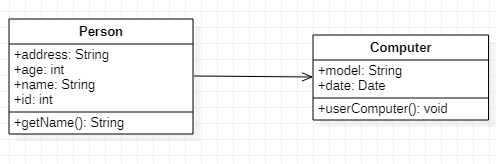 Person
+address: String
+age: int
+name: String
+id: int
+getName(): String
Computer
+model: String
+date: Date
+userComputer(): void